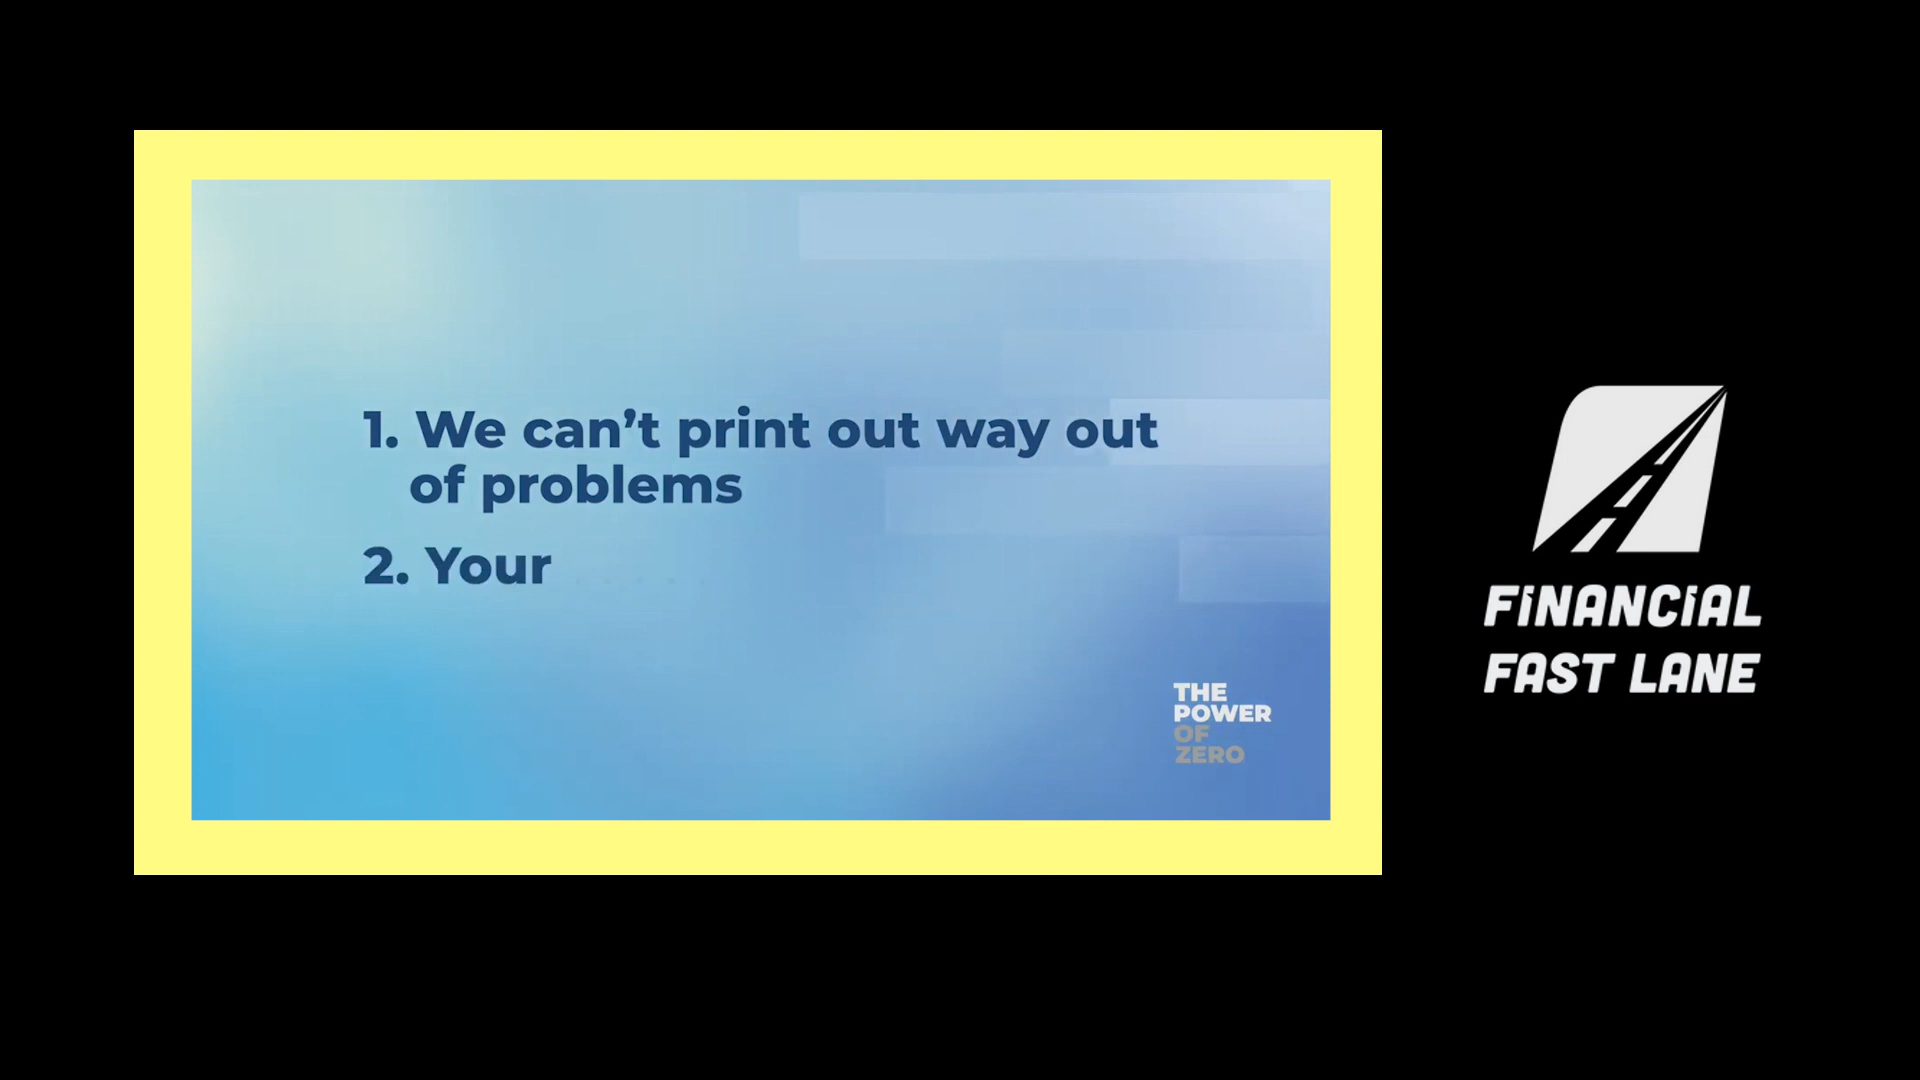 1. We can’t print out way out
of problems
2. Your
THE
POWER
OF
ZERO
FINANCIAL
FAST LANE